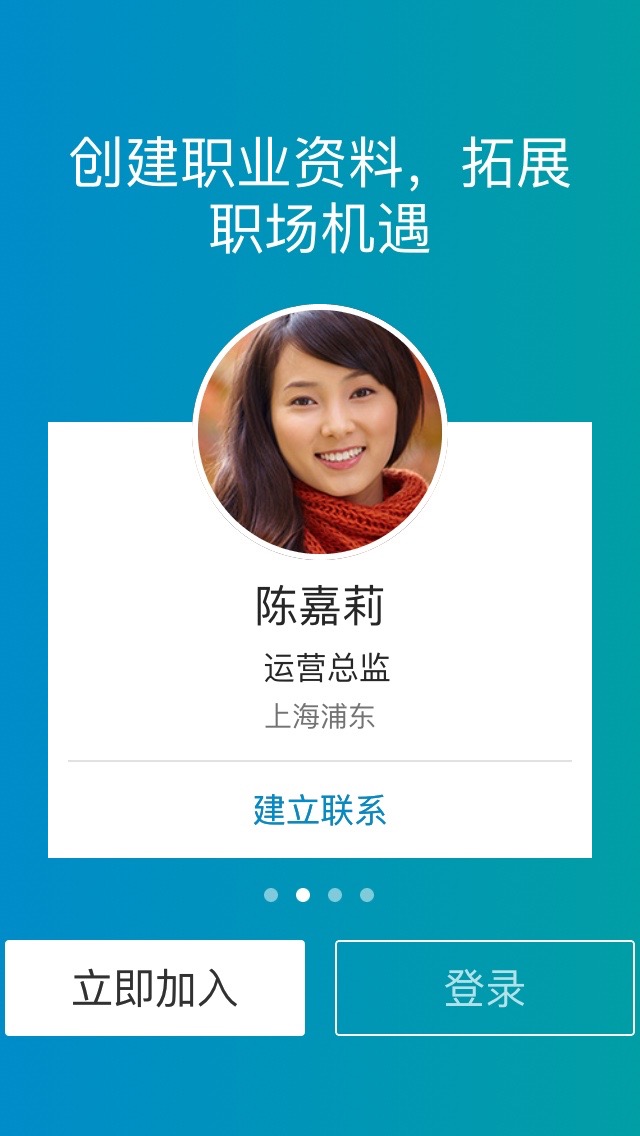 创建职业资料，拓展
职场机遇
陈嘉莉
运营总监
上海浦东
建立联系
立即加入
登录